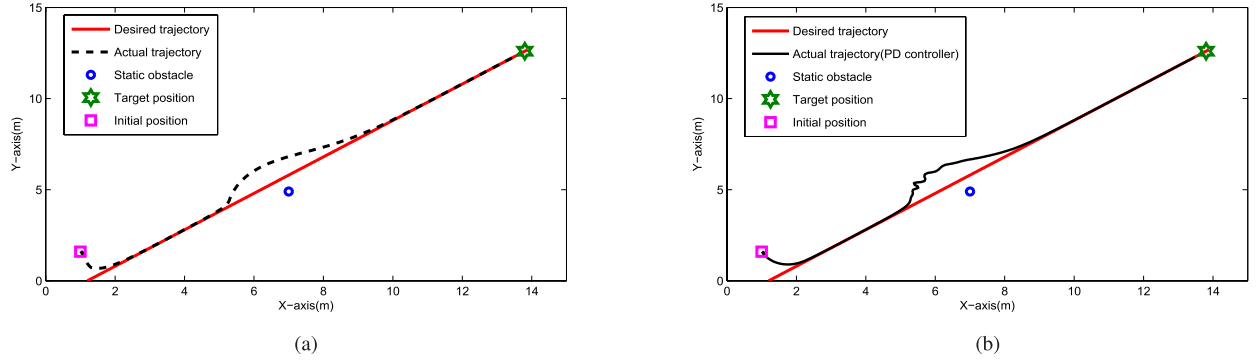 15
10
5
0
Y−axis(m)
Desired trajectory
Actual trajectory
Static obstacle
Target position
Initial position
0 2 4 6 8 10 12 14
X−axis(m)
(a)
15
10
5
0
Y−axis(m)
Desired trajectory
Actual trajectory(PD controller)
Static obstacle
Target position
Initial position
0 2 4 6 8 10 12 14
X−axis(m)
(b)